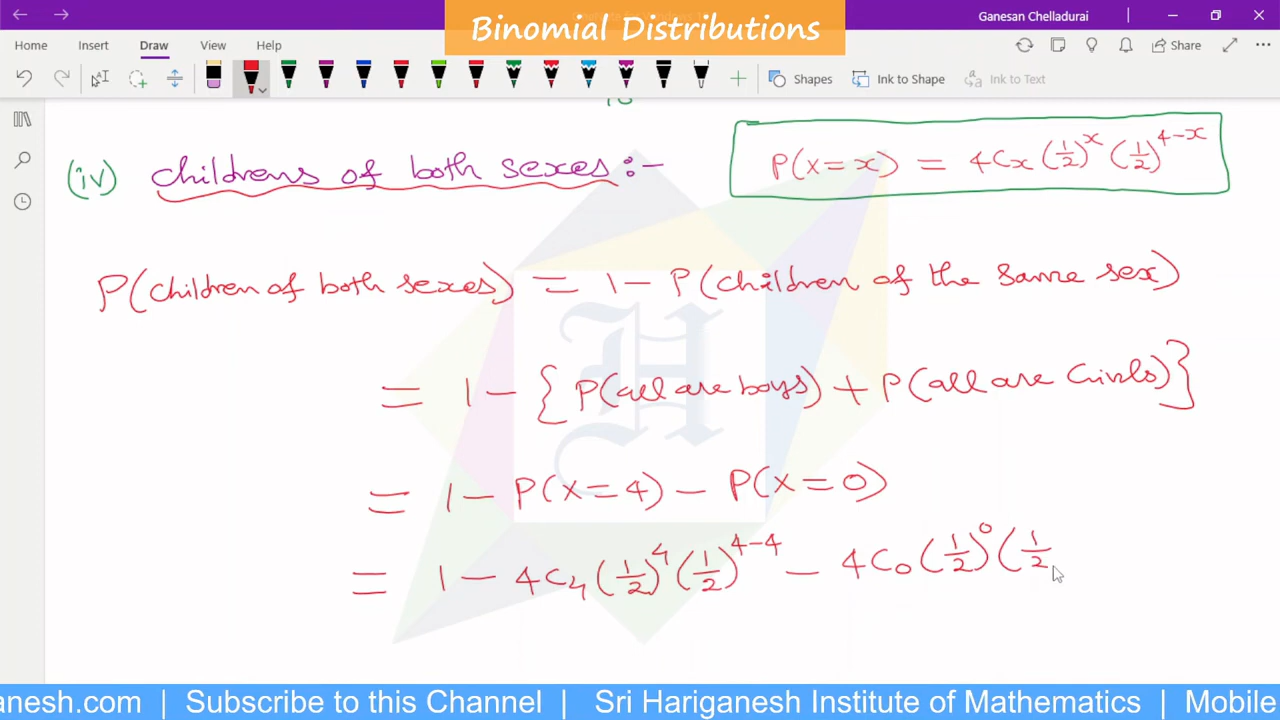 Binomial Distributions
Ganesan Chelladurai
Home Insert Draw View Help
Share
Shapes Ink to Shape Ink to Text
(iv) childrens of both sexes:-
P(X=x) = 4Cx (1/2)^x (1/2)^4-x
P(children of both sexes) = 1 - P(children of the same sex)
= 1 - { P(all are boys) + P(all are Girls) }
= 1 - P(X=4) - P(X=0)
= 1 - 4C4 (1/2)^4 (1/2)^4-4 - 4C0 (1/2)^0 (1/2
anesh.com | Subscribe to this Channel | Sri Hariganesh Institute of Mathematics | Mobile